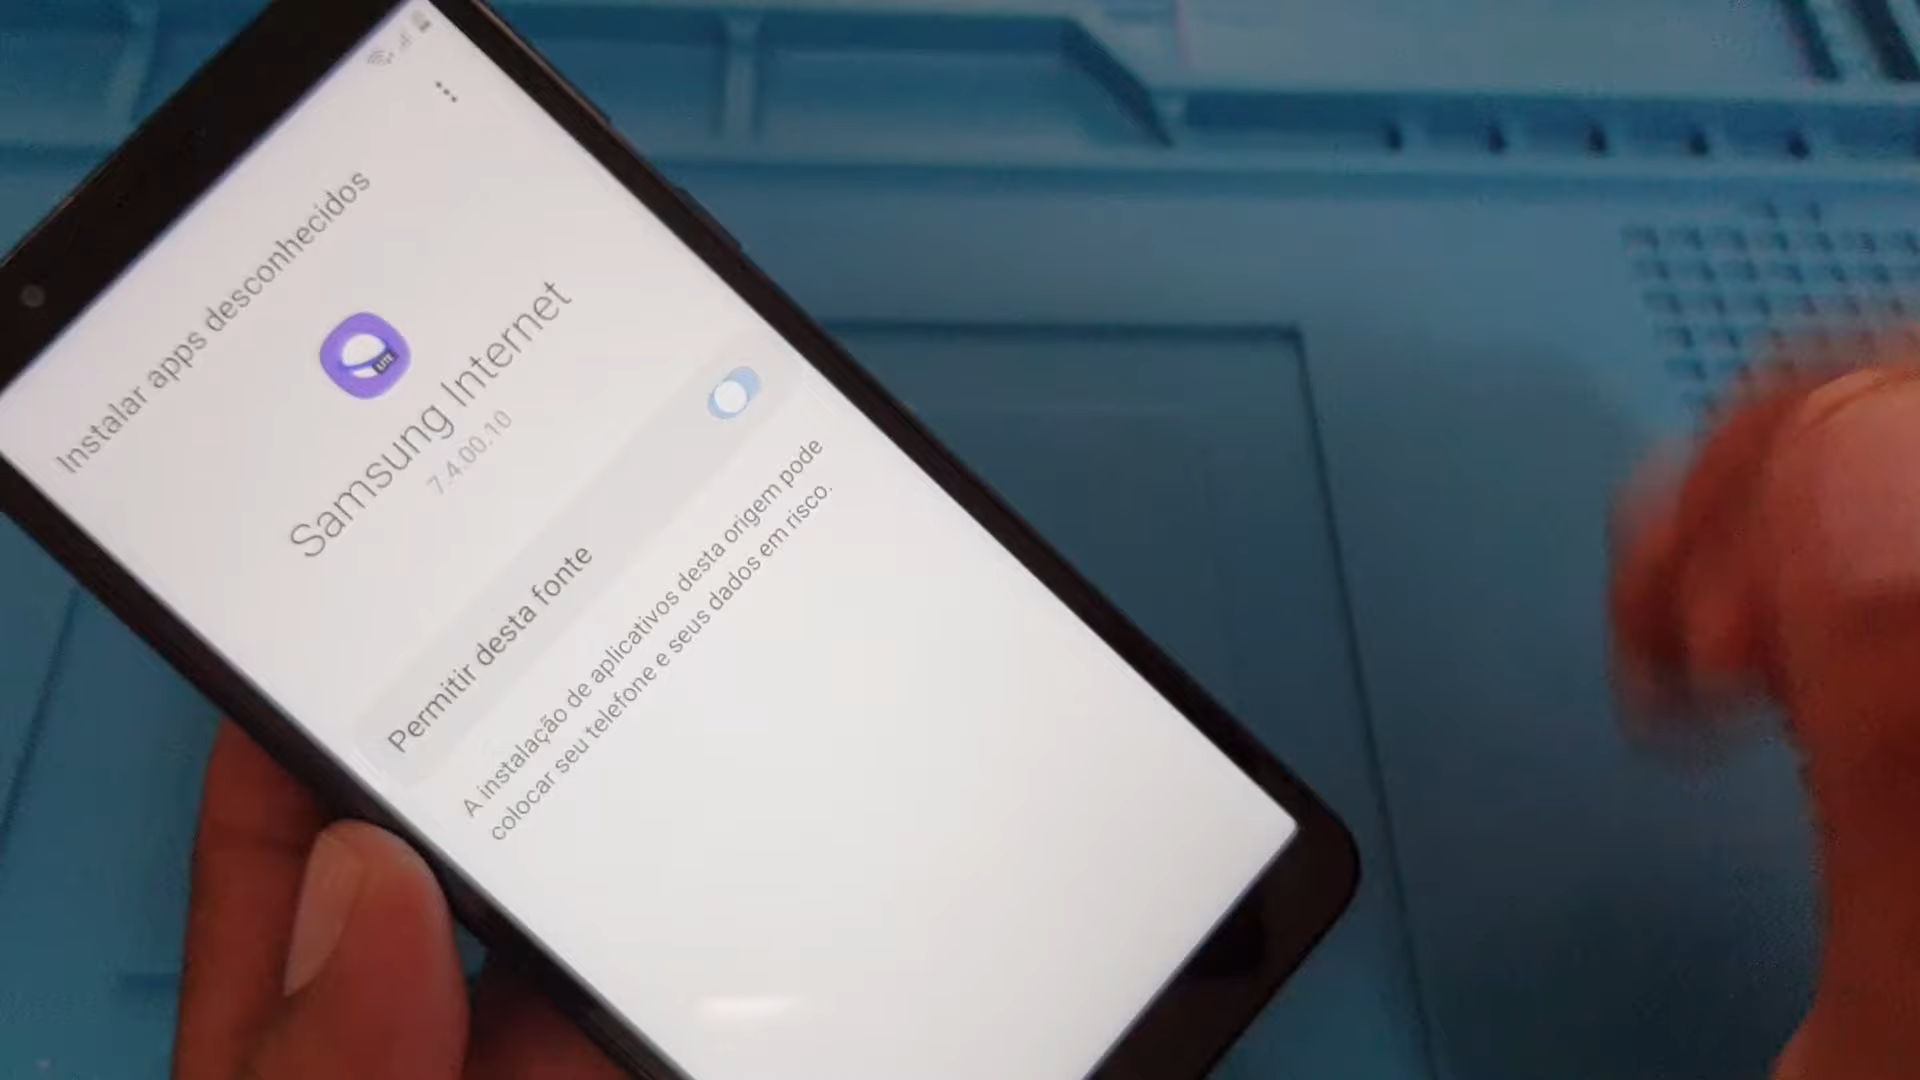 Instalar apps desconhecidos
LITE
Samsung Internet
7.4.00.10
Permitir desta fonte
A instalação de aplicativos desta origem pode
colocar seu telefone e seus dados em risco.